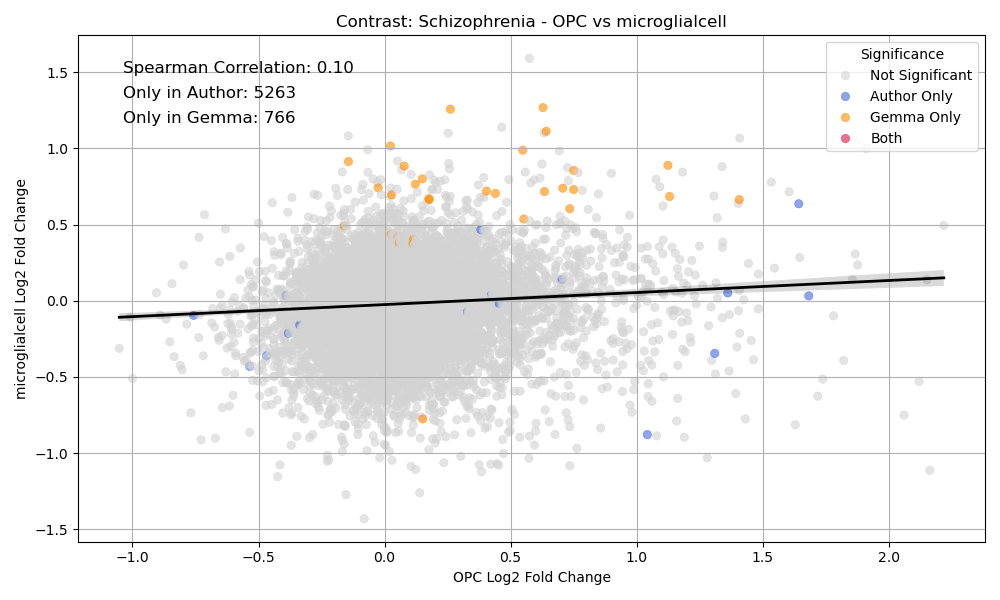 Contrast: Schizophrenia - OPC vs microglialcell
Spearman Correlation: 0.10
Only in Author: 5263
Only in Gemma: 766
Significance
Not Significant
Author Only
Gemma Only
Both
microglialcell Log2 Fold Change
1.5
1.0
0.5
0.0
−0.5
−1.0
−1.5
−1.0
−0.5
0.0
0.5
1.0
1.5
2.0
OPC Log2 Fold Change